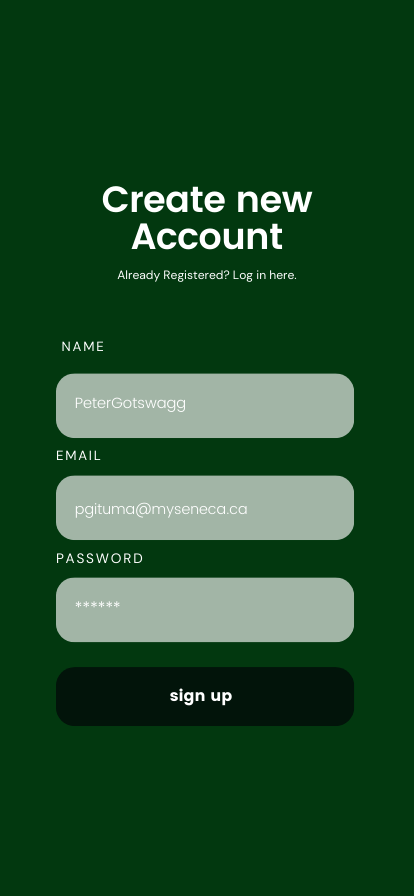 Create new
Account
Already Registered? Log in here.
NAME
PeterGotswagg
EMAIL
pgituma@myseneca.ca
PASSWORD
******
sign up